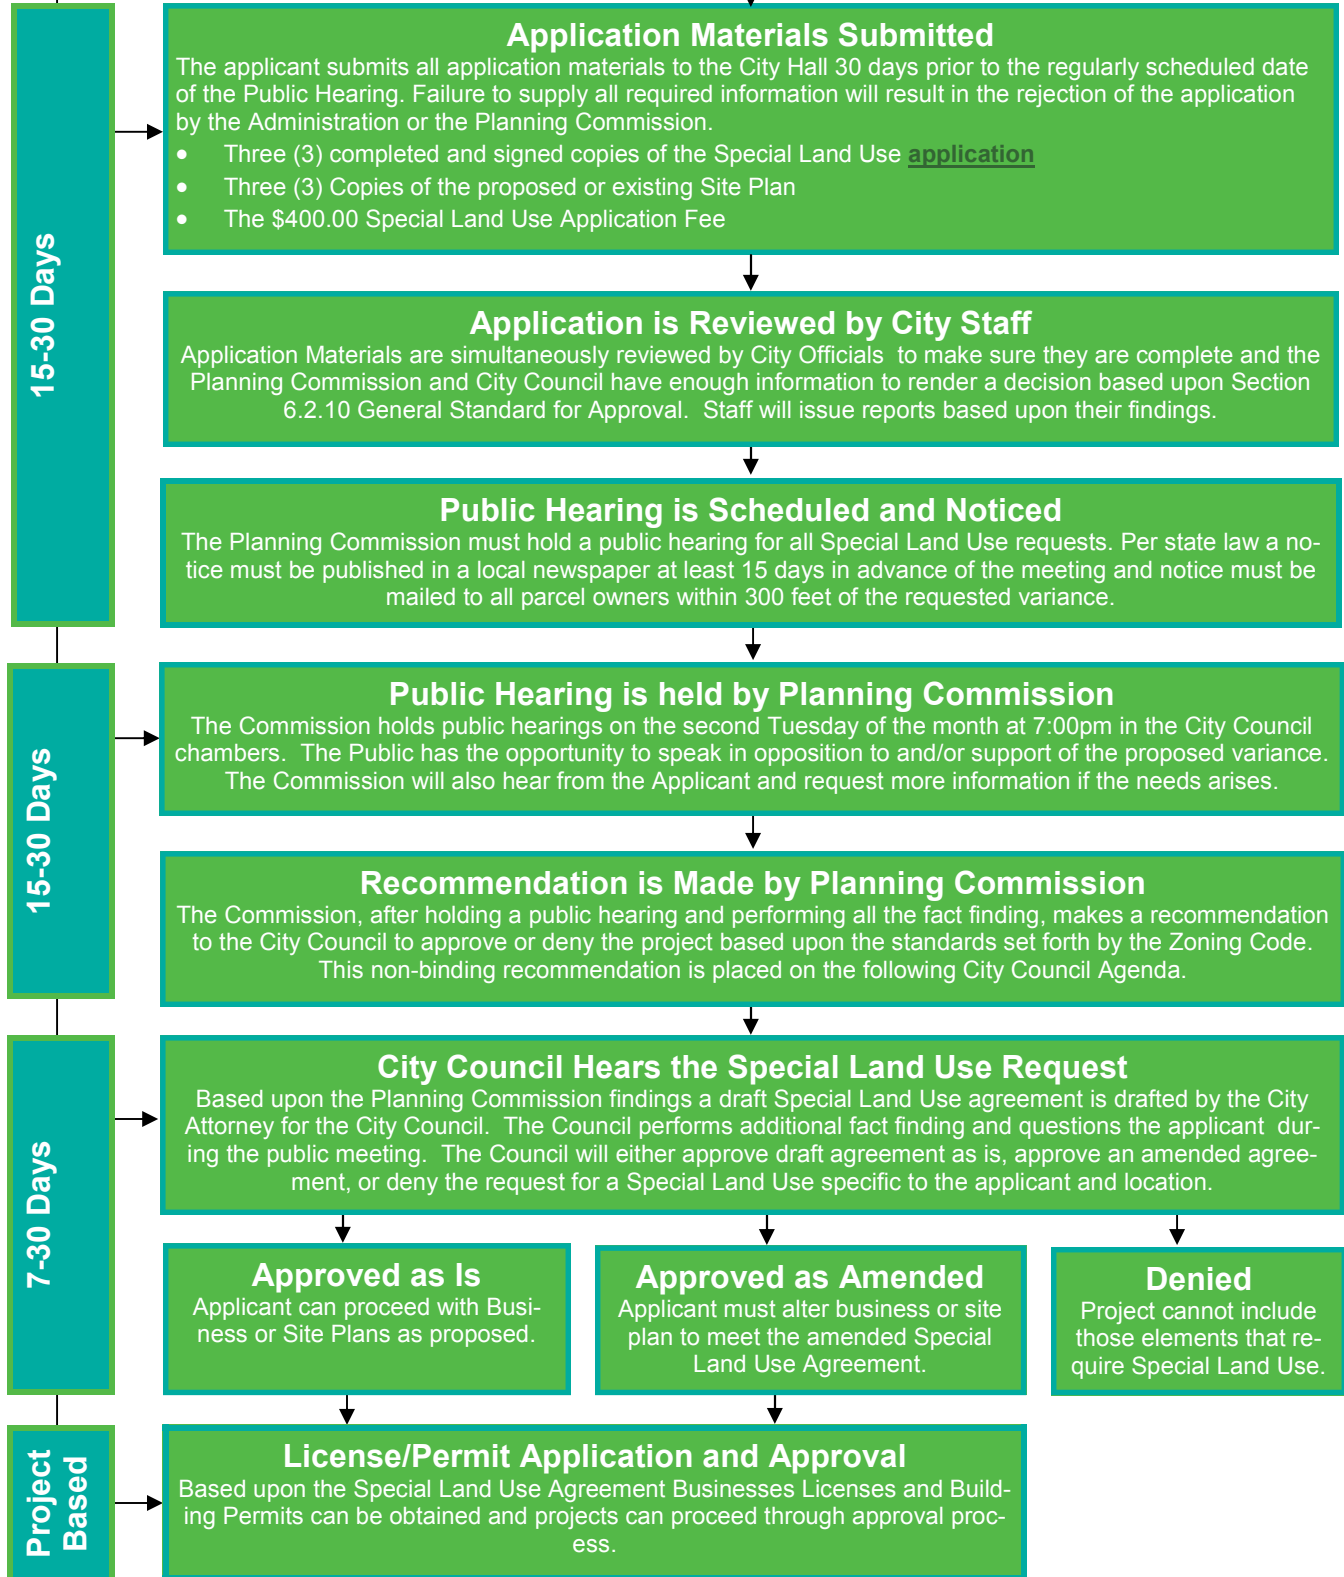 15-30 Days
Application Materials Submitted
The applicant submits all application materials to the City Hall 30 days prior to the regularly scheduled date
of the Public Hearing. Failure to supply all required information will result in the rejection of the application
by the Administration or the Planning Commission.
• Three (3) completed and signed copies of the Special Land Use application
• Three (3) Copies of the proposed or existing Site Plan
• The $400.00 Special Land Use Application Fee
Application is Reviewed by City Staff
Application Materials are simultaneously reviewed by City Officials to make sure they are complete and the
Planning Commission and City Council have enough information to render a decision based upon Section
6.2.10 General Standard for Approval. Staff will issue reports based upon their findings.
Public Hearing is Scheduled and Noticed
The Planning Commission must hold a public hearing for all Special Land Use requests. Per state law a no-
tice must be published in a local newspaper at least 15 days in advance of the meeting and notice must be
mailed to all parcel owners within 300 feet of the requested variance.
15-30 Days
Public Hearing is held by Planning Commission
The Commission holds public hearings on the second Tuesday of the month at 7:00pm in the City Council
chambers. The Public has the opportunity to speak in opposition to and/or support of the proposed variance.
The Commission will also hear from the Applicant and request more information if the needs arises.
Recommendation is Made by Planning Commission
The Commission, after holding a public hearing and performing all the fact finding, makes a recommendation
to the City Council to approve or deny the project based upon the standards set forth by the Zoning Code.
This non-binding recommendation is placed on the following City Council Agenda.
7-30 Days
City Council Hears the Special Land Use Request
Based upon the Planning Commission findings a draft Special Land Use agreement is drafted by the City
Attorney for the City Council. The Council performs additional fact finding and questions the applicant dur-
ing the public meeting. The Council will either approve draft agreement as is, approve an amended agree-
ment, or deny the request for a Special Land Use specific to the applicant and location.
Approved as Is
Applicant can proceed with Busi-
ness or Site Plans as proposed.
Approved as Amended
Applicant must alter business or site
plan to meet the amended Special
Land Use Agreement.
Denied
Project cannot include
those elements that re-
quire Special Land Use.
Project
Based
License/Permit Application and Approval
Based upon the Special Land Use Agreement Businesses Licenses and Build-
ing Permits can be obtained and projects can proceed through approval proc-
ess.